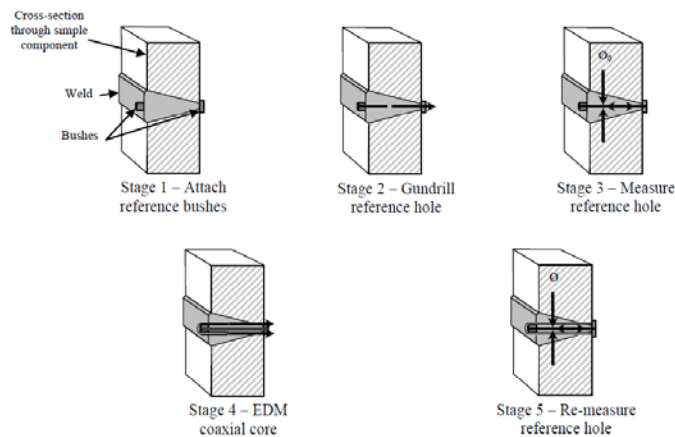 Cross-section
through simple
component
Weld
Bushes
Stage 1 – Attach
reference bushes
Stage 2 – Gundrill
reference hole
Ø₀
Stage 3 – Measure
reference hole
Stage 4 – EDM
coaxial core
Ø
Stage 5 – Re-measure
reference hole